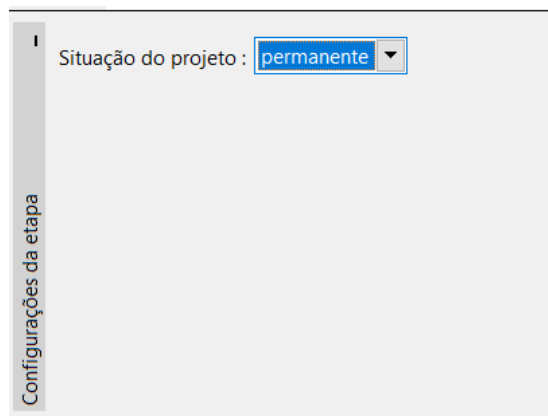 Situação do projeto : permanente
Configurações da etapa